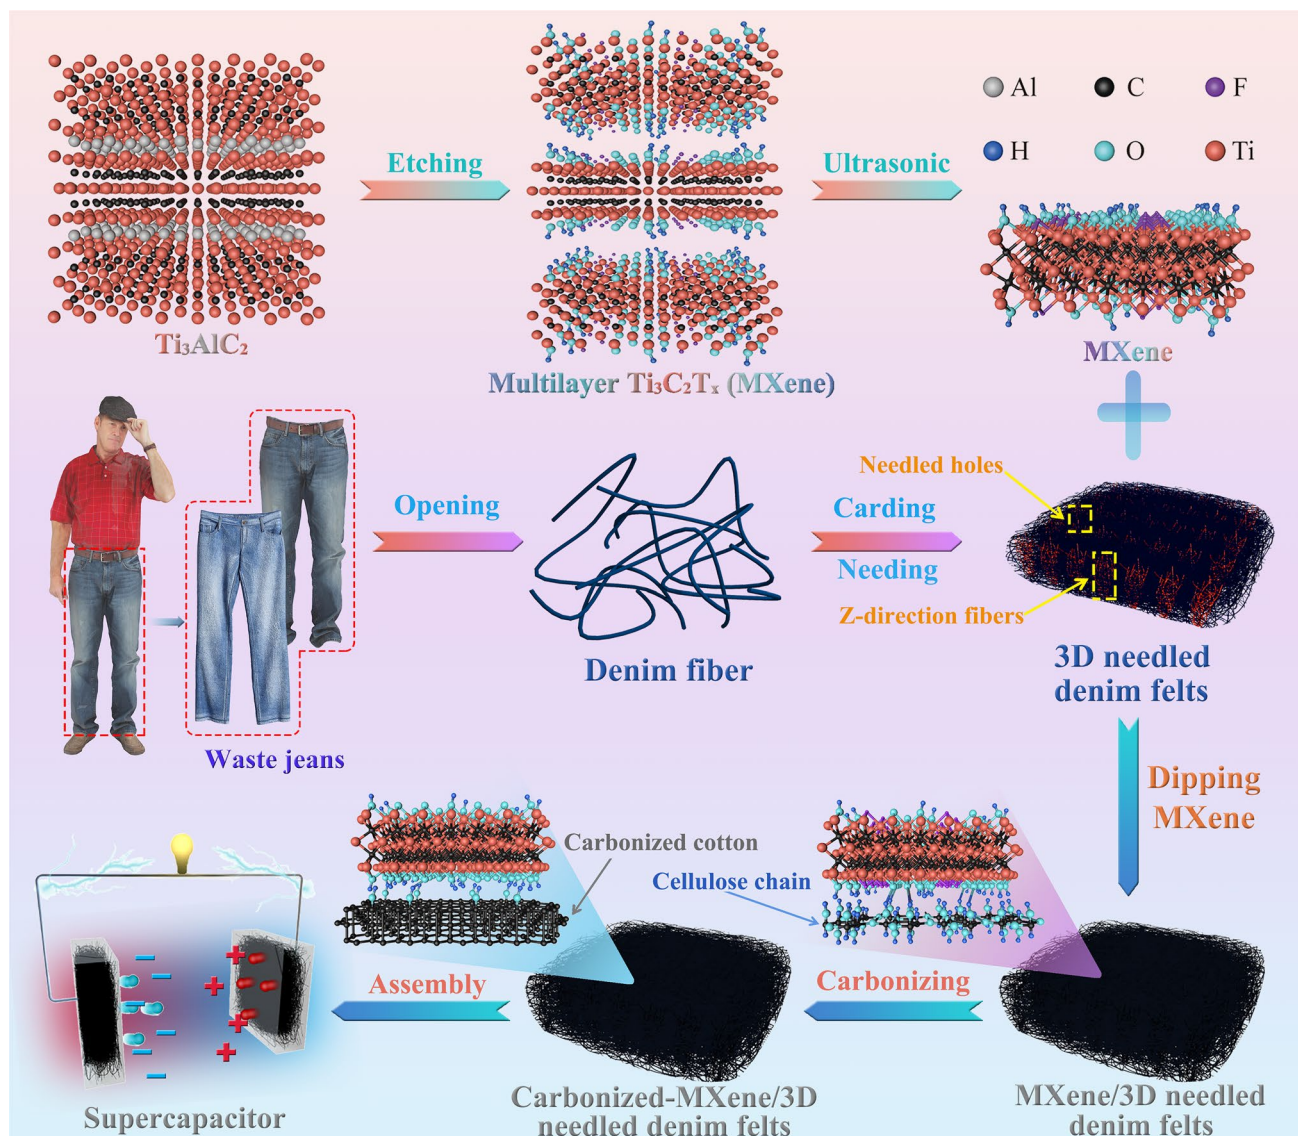 Al
C
F
H
O
Ti
Etching
Ultrasonic
Ti₃AlC₂
Multilayer Ti₃C₂Tₓ (MXene)
MXene
Opening
Carding
Needing
Needled holes
Z-direction fibers
Denim fiber
3D needled
denim felts
Waste jeans
Dipping
MXene
Carbonized cotton
Cellulose chain
Assembly
Carbonizing
Supercapacitor
Carbonized-MXene/3D
needled denim felts
MXene/3D needled
denim felts